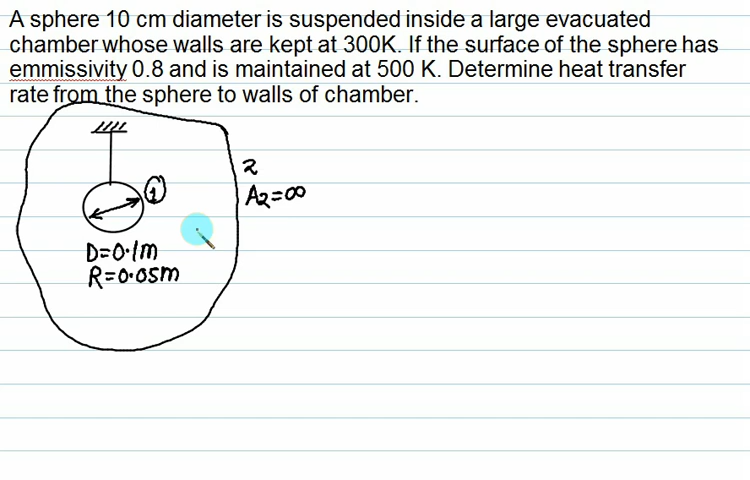 A sphere 10 cm diameter is suspended inside a large evacuated
chamber whose walls are kept at 300K. If the surface of the sphere has
emmissivity 0.8 and is maintained at 500 K. Determine heat transfer
rate from the sphere to walls of chamber.
2
1
A2=∞
D=0.1m
R=0.05m